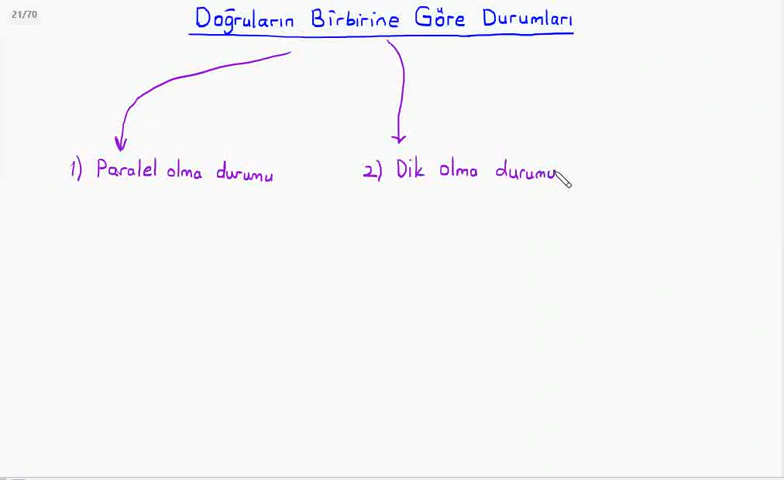 21/70
Doğruların Birbirine Göre Durumları
1) Paralel olma durumu
2) Dik olma durumu